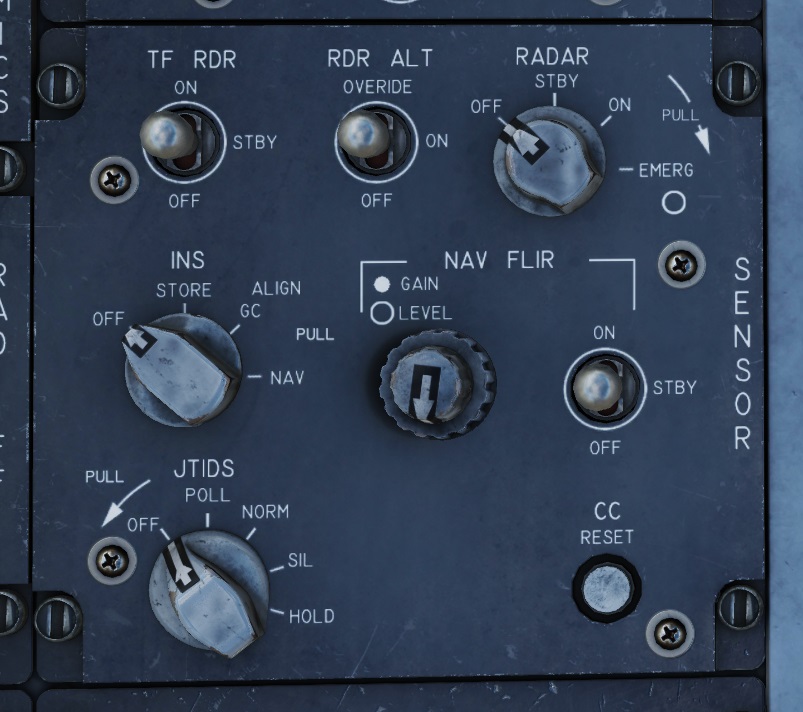 TF RDR
ON
STBY
OFF
RDR ALT
OVERIDE
ON
OFF
RADAR
STBY
OFF
ON
PULL
EMERG
INS
STORE
ALIGN
OFF
GC
PULL
NAV
NAV FLIR
GAIN
LEVEL
ON
STBY
OFF
SENSOR
JTIDS
PULL
POLL
OFF
NORM
SIL
HOLD
CC
RESET